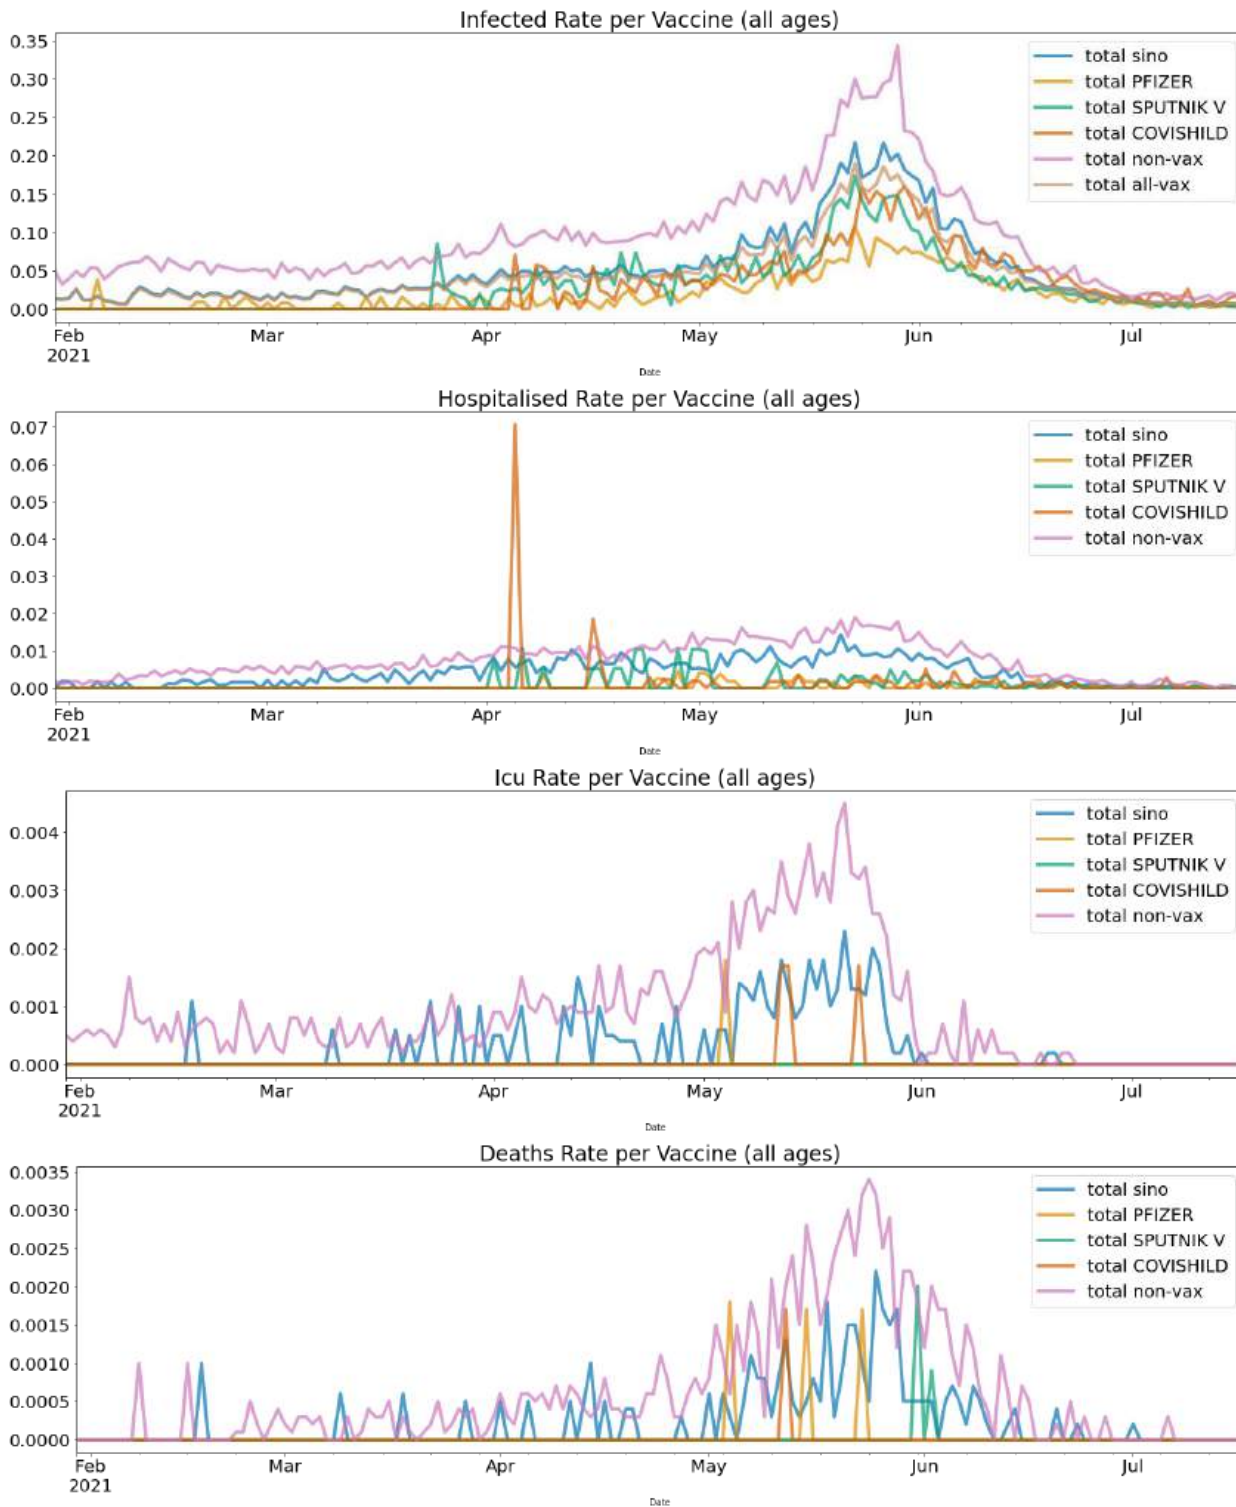 Infected Rate per Vaccine (all ages)
0.35
0.30
0.25
0.20
0.15
0.10
0.05
0.00
total sino
total PFIZER
total SPUTNIK V
total COVISHILD
total non-vax
total all-vax
Feb
2021
Mar
Apr
May
Jun
Jul
Date
Hospitalised Rate per Vaccine (all ages)
0.07
0.06
0.05
0.04
0.03
0.02
0.01
0.00
total sino
total PFIZER
total SPUTNIK V
total COVISHILD
total non-vax
Feb
2021
Mar
Apr
May
Jun
Jul
Date
Icu Rate per Vaccine (all ages)
0.004
0.003
0.002
0.001
0.000
total sino
total PFIZER
total SPUTNIK V
total COVISHILD
total non-vax
Feb
2021
Mar
Apr
May
Jun
Jul
Date
Deaths Rate per Vaccine (all ages)
0.0035
0.0030
0.0025
0.0020
0.0015
0.0010
0.0005
0.0000
total sino
total PFIZER
total SPUTNIK V
total COVISHILD
total non-vax
Feb
2021
Mar
Apr
May
Jun
Jul
Date